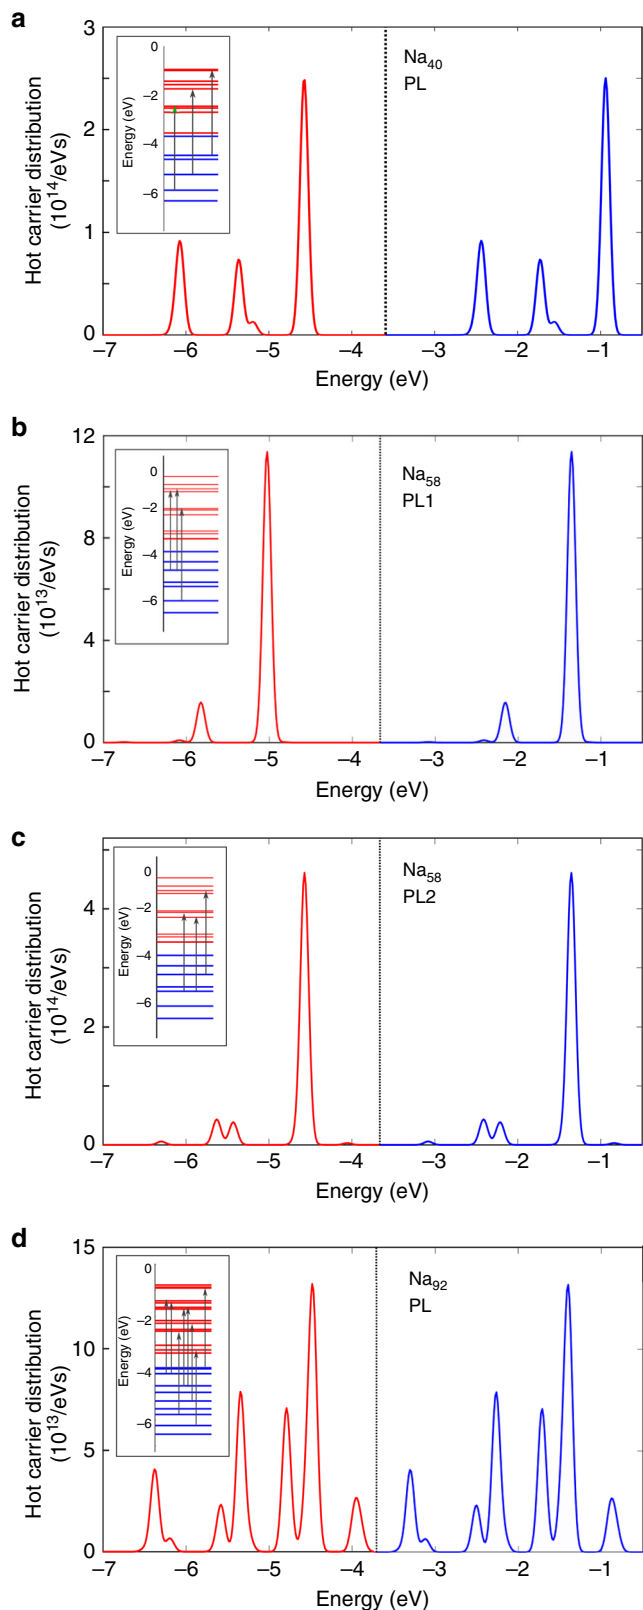 a
Hot carrier distribution
(10^14/eVs)
3
2
1
0
Energy (eV)
0
−2
−4
−6
Na40
PL
−7 −6 −5 −4 −3 −2 −1
Energy (eV)
b
Hot carrier distribution
(10^13/eVs)
12
8
4
0
Energy (eV)
0
−2
−4
−6
Na58
PL1
−7 −6 −5 −4 −3 −2 −1
Energy (eV)
c
Hot carrier distribution
(10^14/eVs)
4
2
0
Energy (eV)
0
−2
−4
−6
Na58
PL2
−7 −6 −5 −4 −3 −2 −1
Energy (eV)
d
Hot carrier distribution
(10^13/eVs)
15
10
5
0
Energy (eV)
0
−2
−4
−6
Na92
PL
−7 −6 −5 −4 −3 −2 −1
Energy (eV)